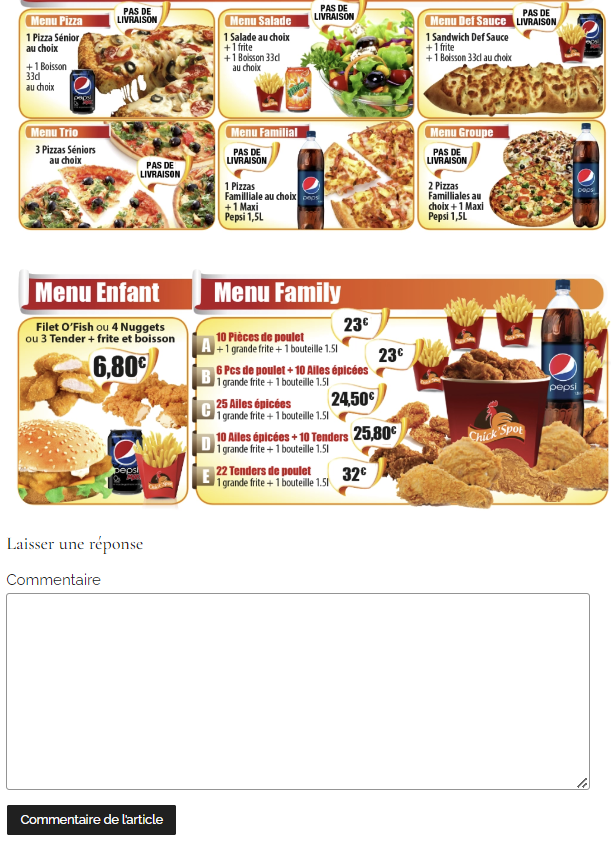 Menu Pizza
PAS DE
LIVRAISON
1 Pizza Sénior
au choix
+ 1 Boisson
33cl
au choix
pepsi
Menu Salade
PAS DE
LIVRAISON
1 Salade au choix
+ 1 frite
+ 1 Boisson 33cl
au choix
Menu Def Sauce
PAS DE
LIVRAISON
1 Sandwich Def Sauce
+ 1 frite
+ 1 Boisson 33cl au choix
Menu Trio
3 Pizzas Séniors
au choix
PAS DE
LIVRAISON
Menu Familial
PAS DE
LIVRAISON
1 Pizzas
Familliale au choix
+ 1 Maxi
Pepsi 1,5L
pepsi
Menu Groupe
PAS DE
LIVRAISON
2 Pizzas
Familliales au
choix + 1 Maxi
Pepsi 1,5L
pepsi
Menu Enfant
Filet O'Fish ou 4 Nuggets
ou 3 Tender + frite et boisson
6,80€
pepsi
Menu Family
A 10 Pièces de poulet 23€
+ 1 grande frite + 1 bouteille 1.5l
B 6 Pcs de poulet + 10 Ailes épicées 23€
1 grande frite + 1 bouteille 1.5l
C 25 Ailes épicées 24,50€
1 grande frite + 1 bouteille 1.5l
D 10 Ailes épicées + 10 Tenders 25,80€
1 grande frite + 1 bouteille 1.5l
E 22 Tenders de poulet 32€
1 grande frite + 1 bouteille 1.5l
pepsi
Chick'Spot
Laisser une réponse
Commentaire
Commentaire de l'article